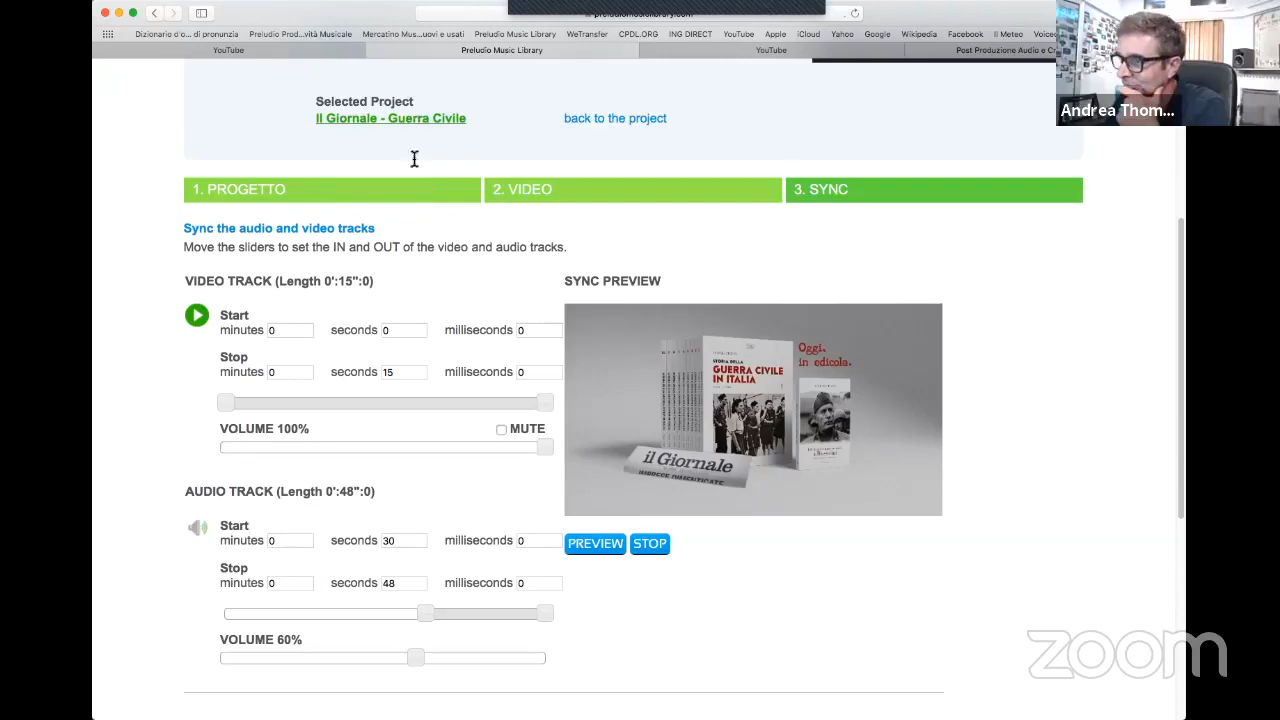 preludiomusiclibrary.com
Dizionario d'o... di pronunzia Preludio Prod...vità Musicale Mercatino Mus...uovi e usati Preludio Music Library WeTransfer CPDL.ORG ING DIRECT YouTube Apple iCloud Yahoo Google Wikipedia Facebook Il Meteo
YouTube Preludio Music Library YouTube Post Produzione Audio e
Andrea Thom...
Selected Project
Il Giornale - Guerra Civile back to the project
1. PROGETTO 2. VIDEO 3. SYNC
Sync the audio and video tracks
Move the sliders to set the IN and OUT of the video and audio tracks.
VIDEO TRACK (Length 0':15":0) SYNC PREVIEW
Start
minutes 0 seconds 0 milliseconds 0
Stop
minutes 0 seconds 15 milliseconds 0
VOLUME 100% MUTE
Oggi.
in edicola.
STORIA DELLA
GUERRA CIVILE
IN ITALIA
il Giornale
AUDIO TRACK (Length 0':48":0)
Start
minutes 0 seconds 30 milliseconds 0
Stop
minutes 0 seconds 48 milliseconds 0
VOLUME 60%
PREVIEW STOP
zoom